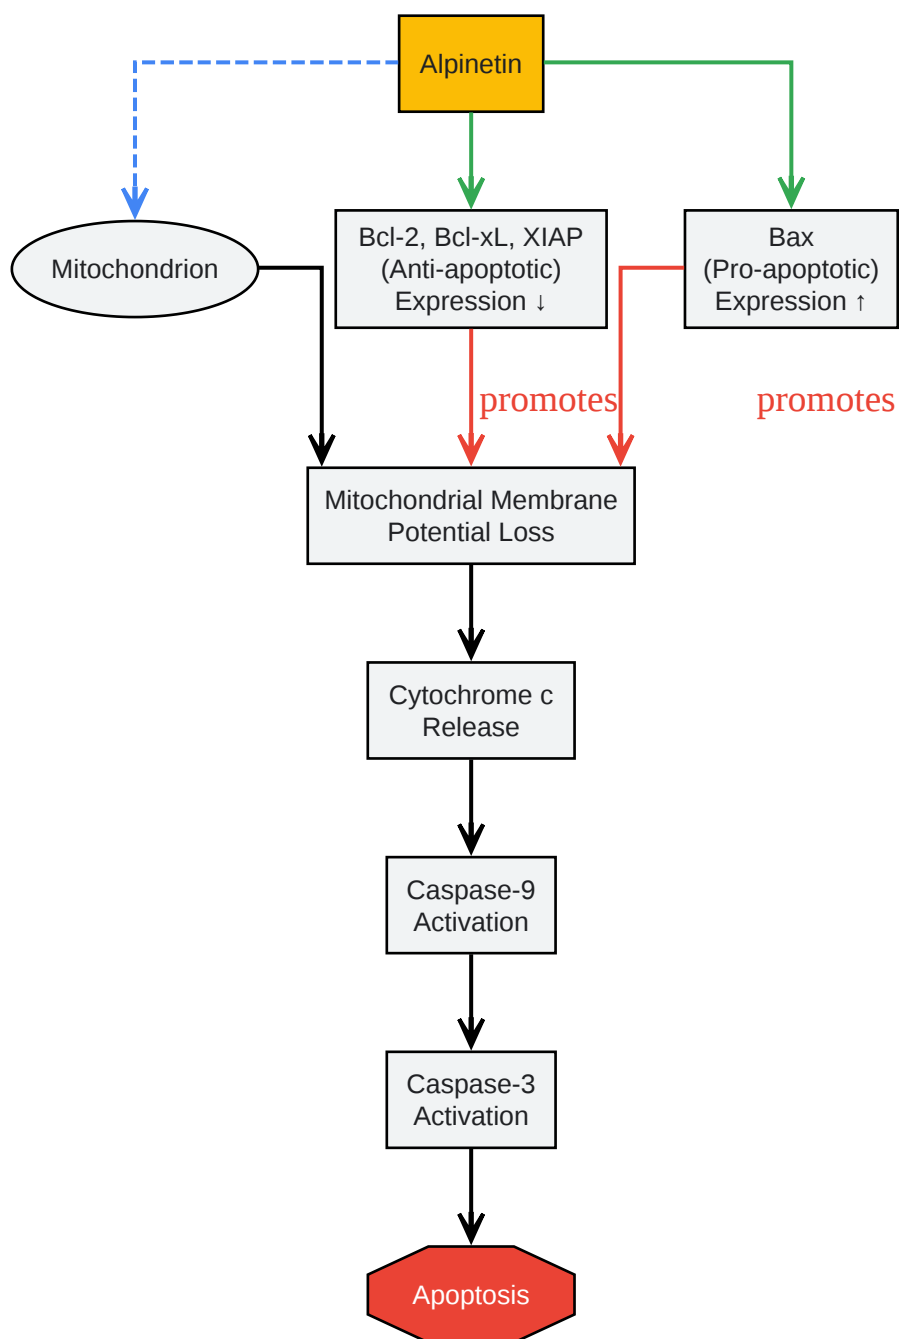 Alpinetin
Mitochondrion
Bcl-2, Bcl-xL, XIAP
(Anti-apoptotic)
Expression ↓
Bax
(Pro-apoptotic)
Expression ↑
promotes
promotes
Mitochondrial Membrane
Potential Loss
Cytochrome c
Release
Caspase-9
Activation
Caspase-3
Activation
Apoptosis